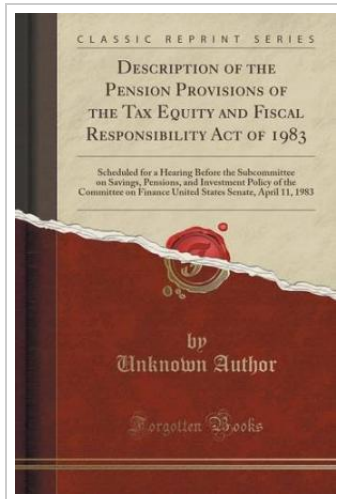 CLASSIC REPRINT SERIES
DESCRIPTION OF THE
PENSION PROVISIONS OF
THE TAX EQUITY AND FISCAL
RESPONSIBILITY ACT OF 1983
Scheduled for a Hearing Before the Subcommittee
on Savings, Pensions, and Investment Policy of the
Committee on Finance United States Senate, April 11, 1983
by
Unknown Author
Forgotten Books